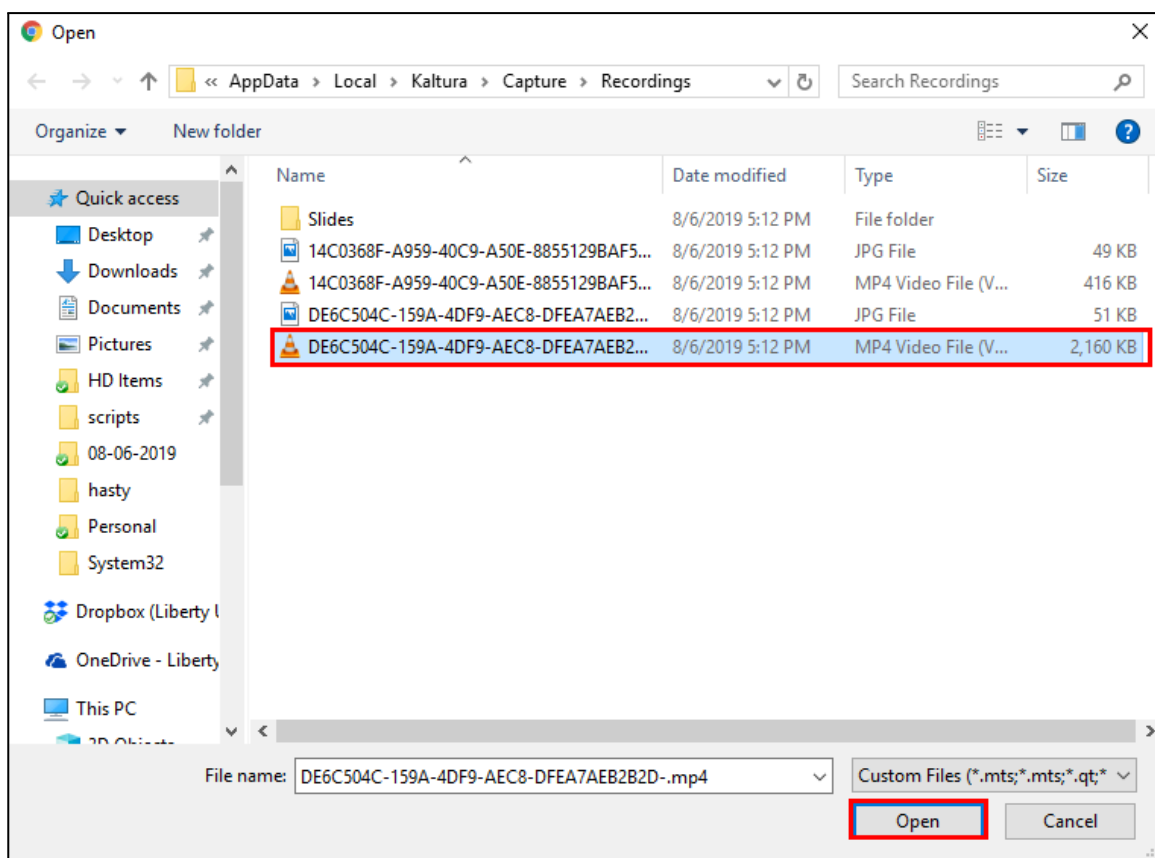 Open
« AppData > Local > Kaltura > Capture > Recordings
Search Recordings
Organize
New folder
Name Date modified Type Size
Quick access
Desktop
Downloads
Documents
Pictures
HD Items
scripts
08-06-2019
hasty
Personal
System32
Dropbox (Liberty
OneDrive - Liberty
This PC
3D Objects
Slides 8/6/2019 5:12 PM File folder
14C0368F-A959-40C9-A50E-8855129BAF5... 8/6/2019 5:12 PM JPG File 49 KB
14C0368F-A959-40C9-A50E-8855129BAF5... 8/6/2019 5:12 PM MP4 Video File (V... 416 KB
DE6C504C-159A-4DF9-AEC8-DFEA7AEB2... 8/6/2019 5:12 PM JPG File 51 KB
DE6C504C-159A-4DF9-AEC8-DFEA7AEB2... 8/6/2019 5:12 PM MP4 Video File (V... 2,160 KB
File name: DE6C504C-159A-4DF9-AEC8-DFEA7AEB2B2D-.mp4
Custom Files (*.mts;*.mts;*.qt;*
Open
Cancel